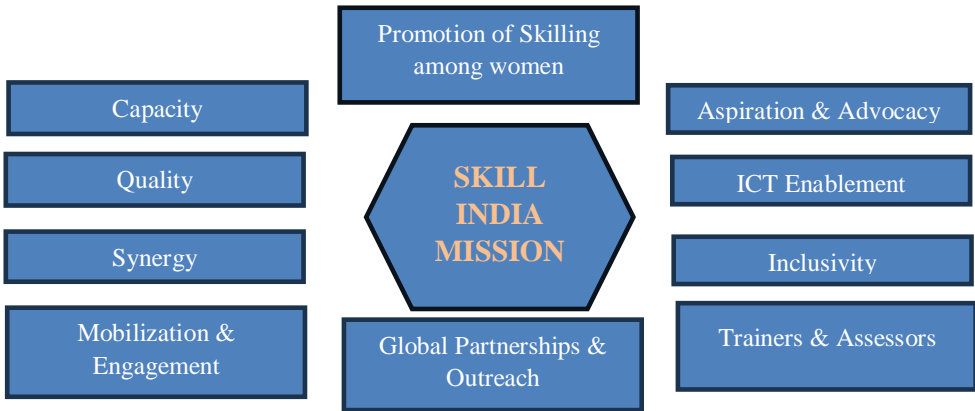 Promotion of Skilling
among women
Capacity
Quality
Synergy
Mobilization &
Engagement
SKILL
INDIA
MISSION
Global Partnerships &
Outreach
Aspiration & Advocacy
ICT Enablement
Inclusivity
Trainers & Assessors